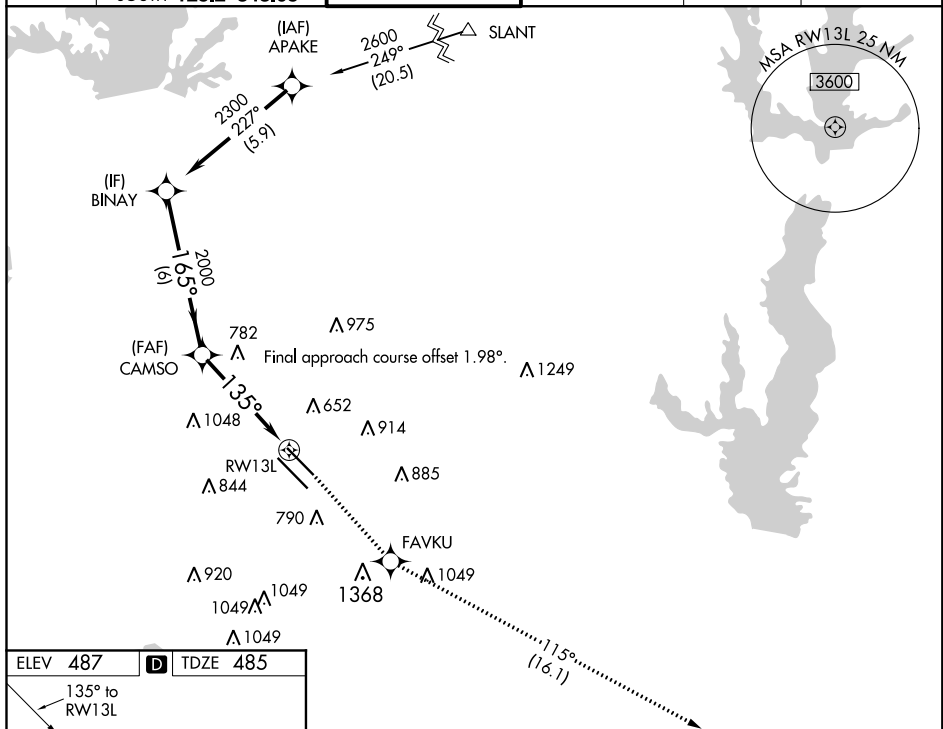 (IAF)
APAKE
2600
249°
(20.5)
SLANT
MSA RW13L 25 NM
3600
2300
227°
(5.9)
(IF)
BINAY
2000
165°
(6)
(FAF)
CAMSO
782
975
Final approach course offset 1.98°.
1249
135°
652
1048
914
RW13L
885
844
790
FAVKU
920
1368
1049
1049
1049
1049
115°
(16.1)
ELEV 487
D
TDZE 485
135° to
RW13L